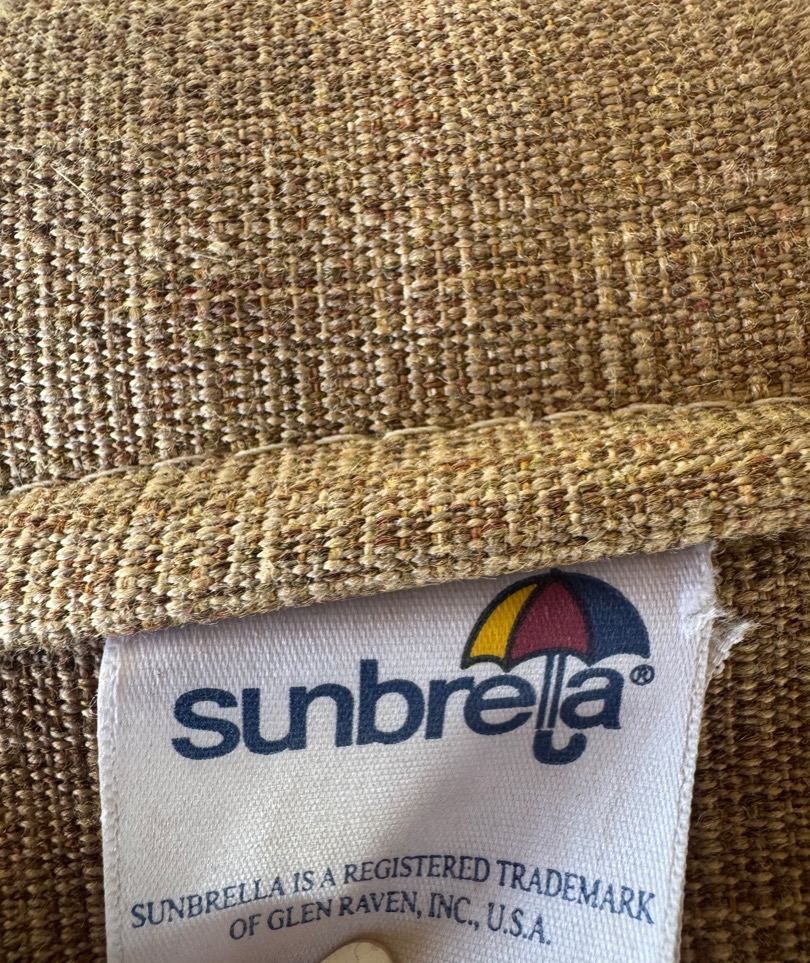 sunbrella®
SUNBRELLA IS A REGISTERED TRADEMARK
OF GLEN RAVEN, INC., U.S.A.